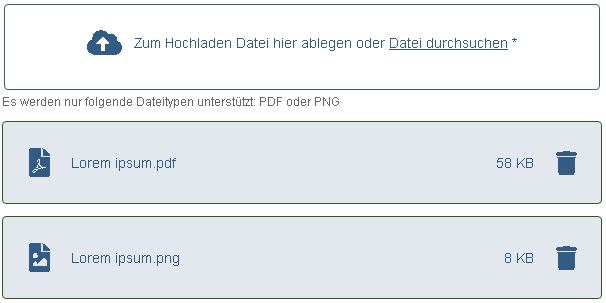 Zum Hochladen Datei hier ablegen oder Datei durchsuchen *
Es werden nur folgende Dateitypen unterstützt: PDF oder PNG
Lorem ipsum.pdf 58 KB
Lorem ipsum.png 8 KB